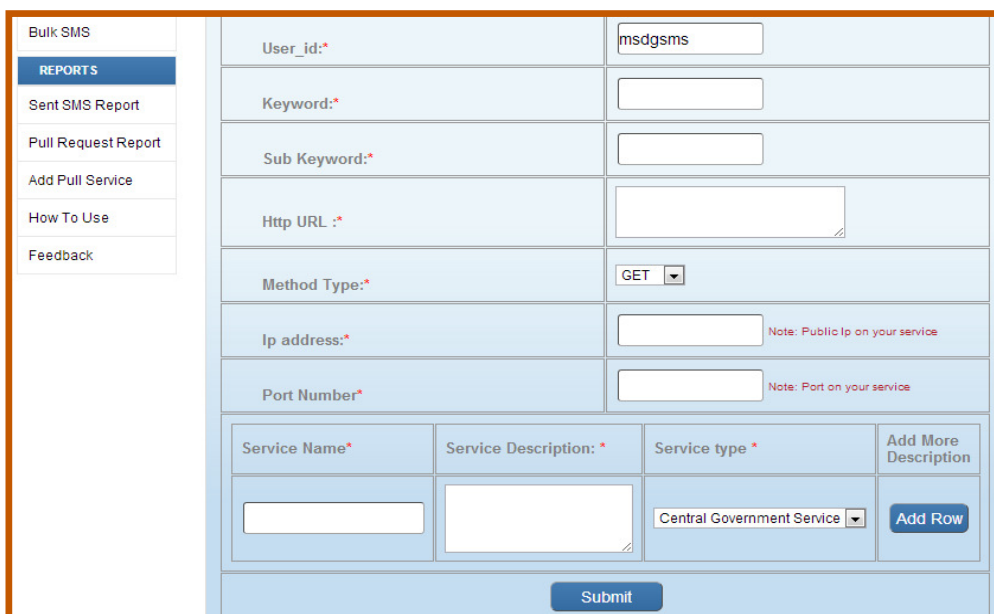 Bulk SMS
REPORTS
Sent SMS Report
Pull Request Report
Add Pull Service
How To Use
Feedback
User_id:* msdgsms
Keyword:*
Sub Keyword:*
Http URL :*
Method Type:* GET
Ip address:* Note: Public Ip on your service
Port Number* Note: Port on your service
Service Name* Service Description: * Service type * Add More Description
Central Government Service Add Row
Submit